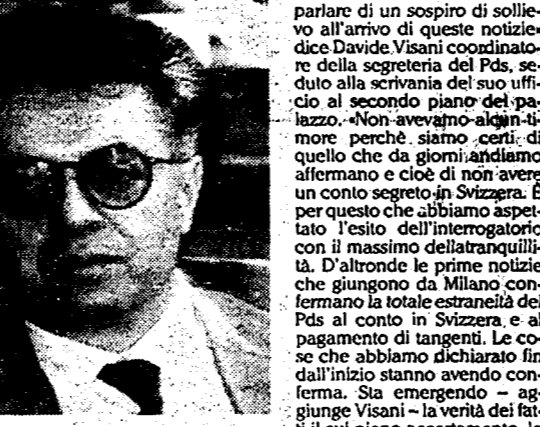 parlare di un sospiro di sollie-
vo all'arrivo di queste notizie»
dice Davide Visani coordinato-
re della segreteria del Pds, se-
duto alla scrivania del suo uffi-
cio al secondo piano del pa-
lazzo. «Non avevamo alcun ti-
more perchè siamo certi di
quello che da giorni andiamo
affermano e cioè di non avere
un conto segreto in Svizzera. È
per questo che abbiamo aspet-
tato l'esito dell'interrogatorio
con il massimo dellatranquilli-
tà. D'altronde le prime notizie
che giungono da Milano con-
fermano la totale estraneità del
Pds al conto in Svizzera e al
pagamento di tangenti. Le co-
se che abbiamo dichiarato fin
dall'inizio stanno avendo con-
ferma. Sta emergendo – ag-
giunge Visani – la verità dei fat-